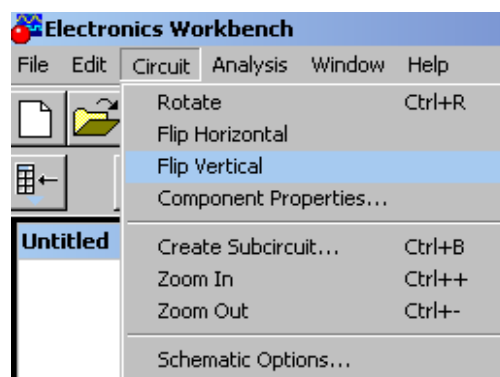 Electronics Workbench
File Edit Circuit Analysis Window Help
Rotate Ctrl+R
Flip Horizontal
Flip Vertical
Component Properties...
Untitled
Create Subcircuit... Ctrl+B
Zoom In Ctrl++
Zoom Out Ctrl+-
Schematic Options...